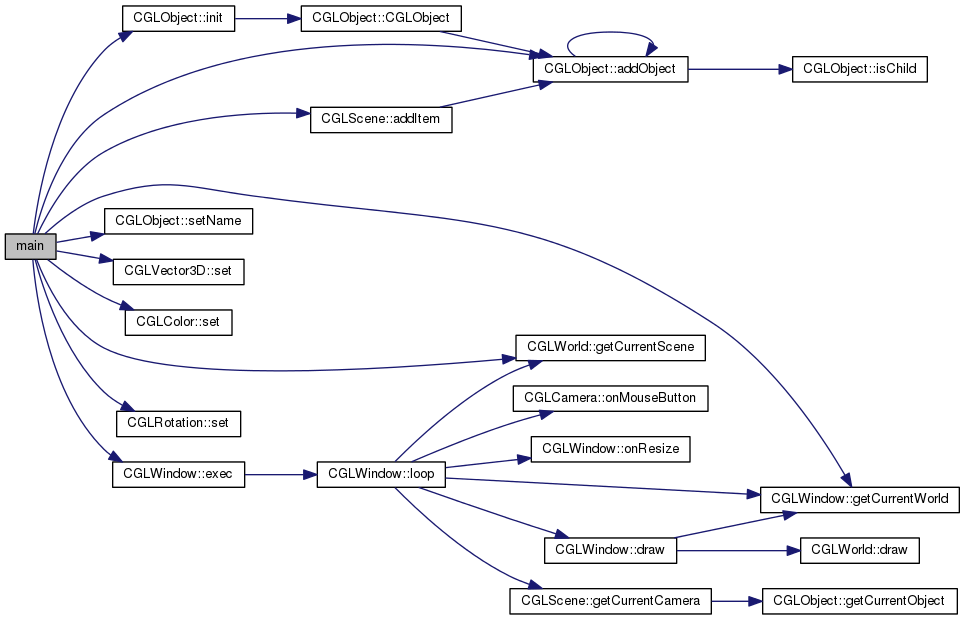 CGLObject::init
CGLObject::CGLObject
CGLObject::addObject
CGLObject::isChild
CGLScene::addItem
CGLObject::setName
main
CGLVector3D::set
CGLColor::set
CGLWorld::getCurrentScene
CGLCamera::onMouseButton
CGLRotation::set
CGLWindow::onResize
CGLWindow::exec
CGLWindow::loop
CGLWindow::getCurrentWorld
CGLWindow::draw
CGLWorld::draw
CGLScene::getCurrentCamera
CGLObject::getCurrentObject